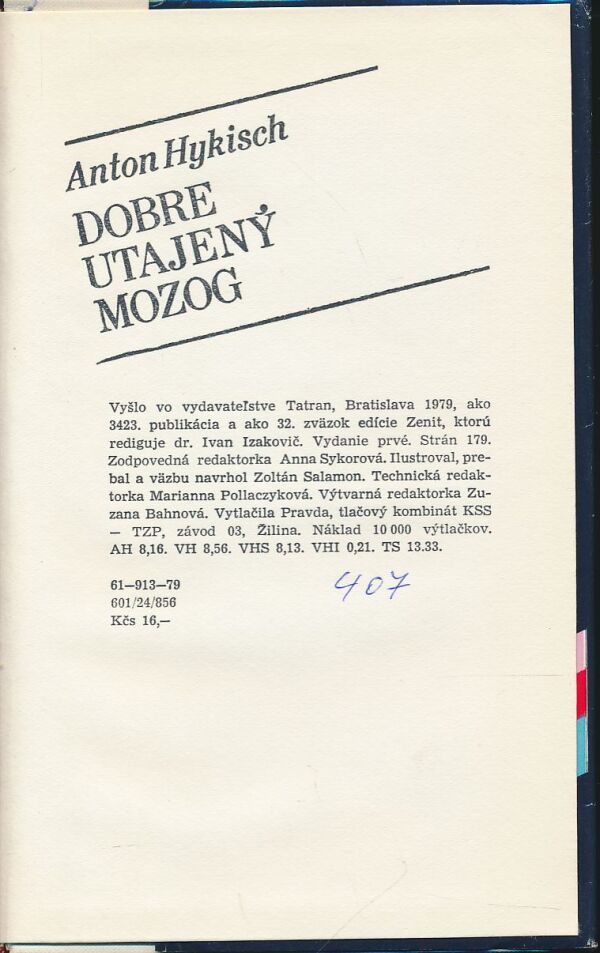 Anton Hykisch
DOBRE
UTAJENÝ
MOZOG
Vyšlo vo vydavateľstve Tatran, Bratislava 1979, ako
3423. publikácia a ako 32. zväzok edície Zenit, ktorú
rediguje dr. Ivan Izakovič. Vydanie prvé. Strán 179.
Zodpovedná redaktorka Anna Sykorová. Ilustroval, pre-
bal a väzbu navrhol Zoltán Salamon. Technická redak-
torka Marianna Pollaczyková. Výtvarná redaktorka Zu-
zana Bahnová. Vytlačila Pravda, tlačový kombinát KSS
— TZP, závod 03, Žilina. Náklad 10 000 výtlačkov.
AH 8,16. VH 8,56. VHS 8,13. VHI 0,21. TS 13.33.
61—913—79
601/24/856
Kčs 16,—
407